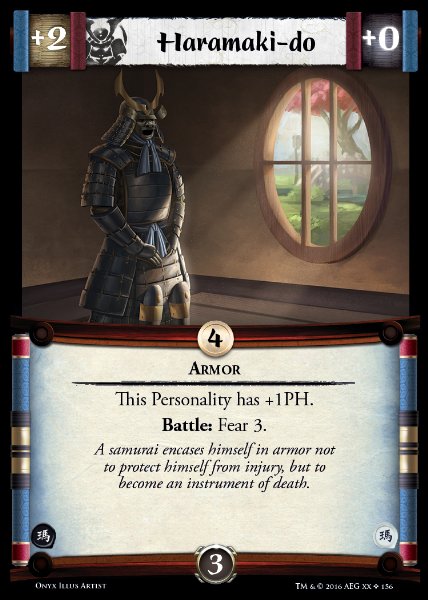 +2
Haramaki-do
+0
4
Armor
This Personality has +1PH.
Battle: Fear 3.
A samurai encases himself in armor not
to protect himself from injury, but to
become an instrument of death.
瑪
瑪
3
Onyx Illus Artist
TM & © 2016 AEG XX ❖ 156